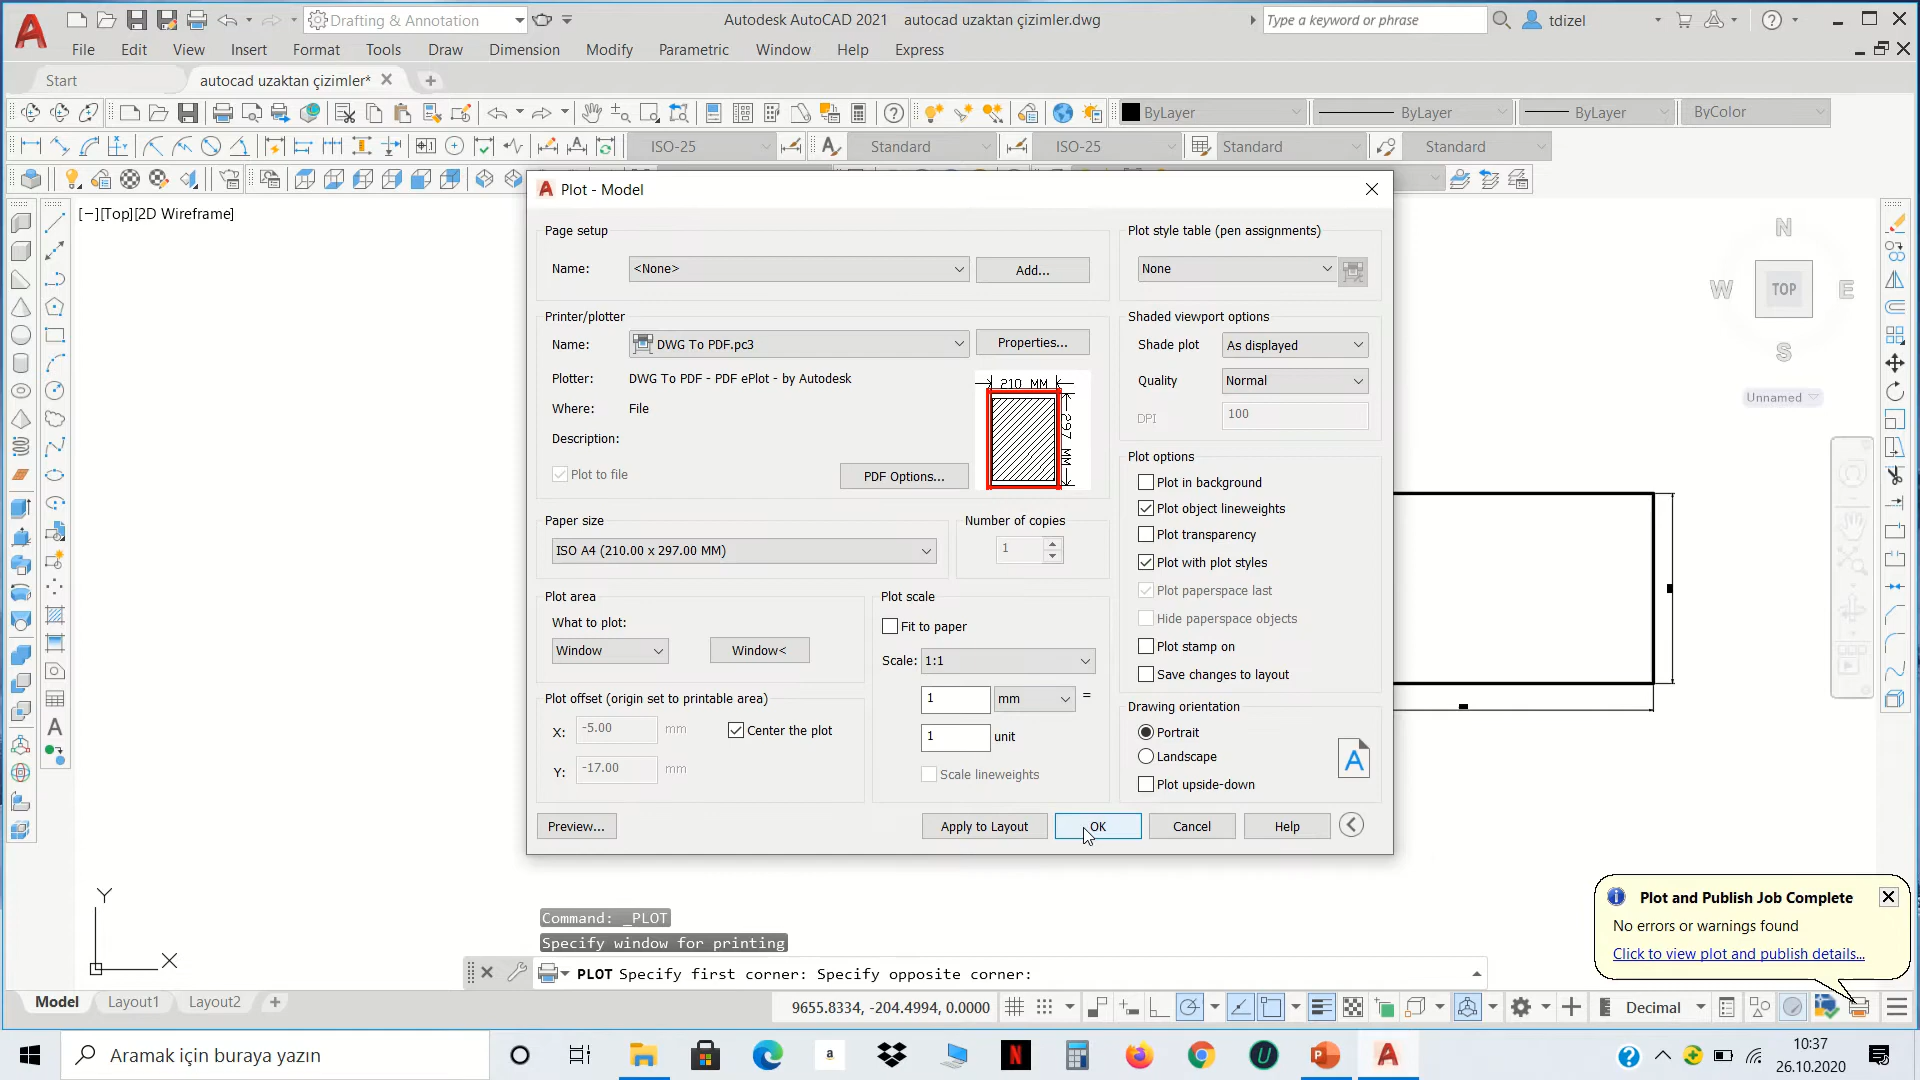 Drafting & Annotation
Autodesk AutoCAD 2021 autocad uzaktan çizimler.dwg
Type a keyword or phrase
tdizel
File Edit View Insert Format Tools Draw Dimension Modify Parametric Window Help Express
Start
autocad uzaktan çizimler*
ByLayer
ByLayer
ByLayer
ByColor
ISO-25
Standard
ISO-25
Standard
Standard
[−][Top][2D Wireframe]
Plot - Model
Page setup
Name: <None>
Add...
Printer/plotter
Name: DWG To PDF.pc3
Properties...
Plotter: DWG To PDF - PDF ePlot - by Autodesk
Where: File
Description:
Plot to file
PDF Options...
210 MM
297 MM
Paper size
ISO A4 (210.00 x 297.00 MM)
Number of copies
1
Plot area
What to plot:
Window
Window<
Plot offset (origin set to printable area)
X: -5.00 mm
Center the plot
Y: -17.00 mm
Plot scale
Fit to paper
Scale: 1:1
1 mm =
1 unit
Scale lineweights
Plot style table (pen assignments)
None
Shaded viewport options
Shade plot As displayed
Quality Normal
DPI 100
Plot options
Plot in background
Plot object lineweights
Plot transparency
Plot with plot styles
Plot paperspace last
Hide paperspace objects
Plot stamp on
Save changes to layout
Drawing orientation
Portrait
Landscape
Plot upside-down
A
Preview...
Apply to Layout
OK
Cancel
Help
N
W TOP E
S
Unnamed
Y
X
Command: _PLOT
Specify window for printing
PLOT Specify first corner: Specify opposite corner:
Plot and Publish Job Complete
No errors or warnings found
Click to view plot and publish details...
Model Layout1 Layout2
9655.8334, -204.4994, 0.0000
Decimal
Aramak için buraya yazın
10:37
26.10.2020